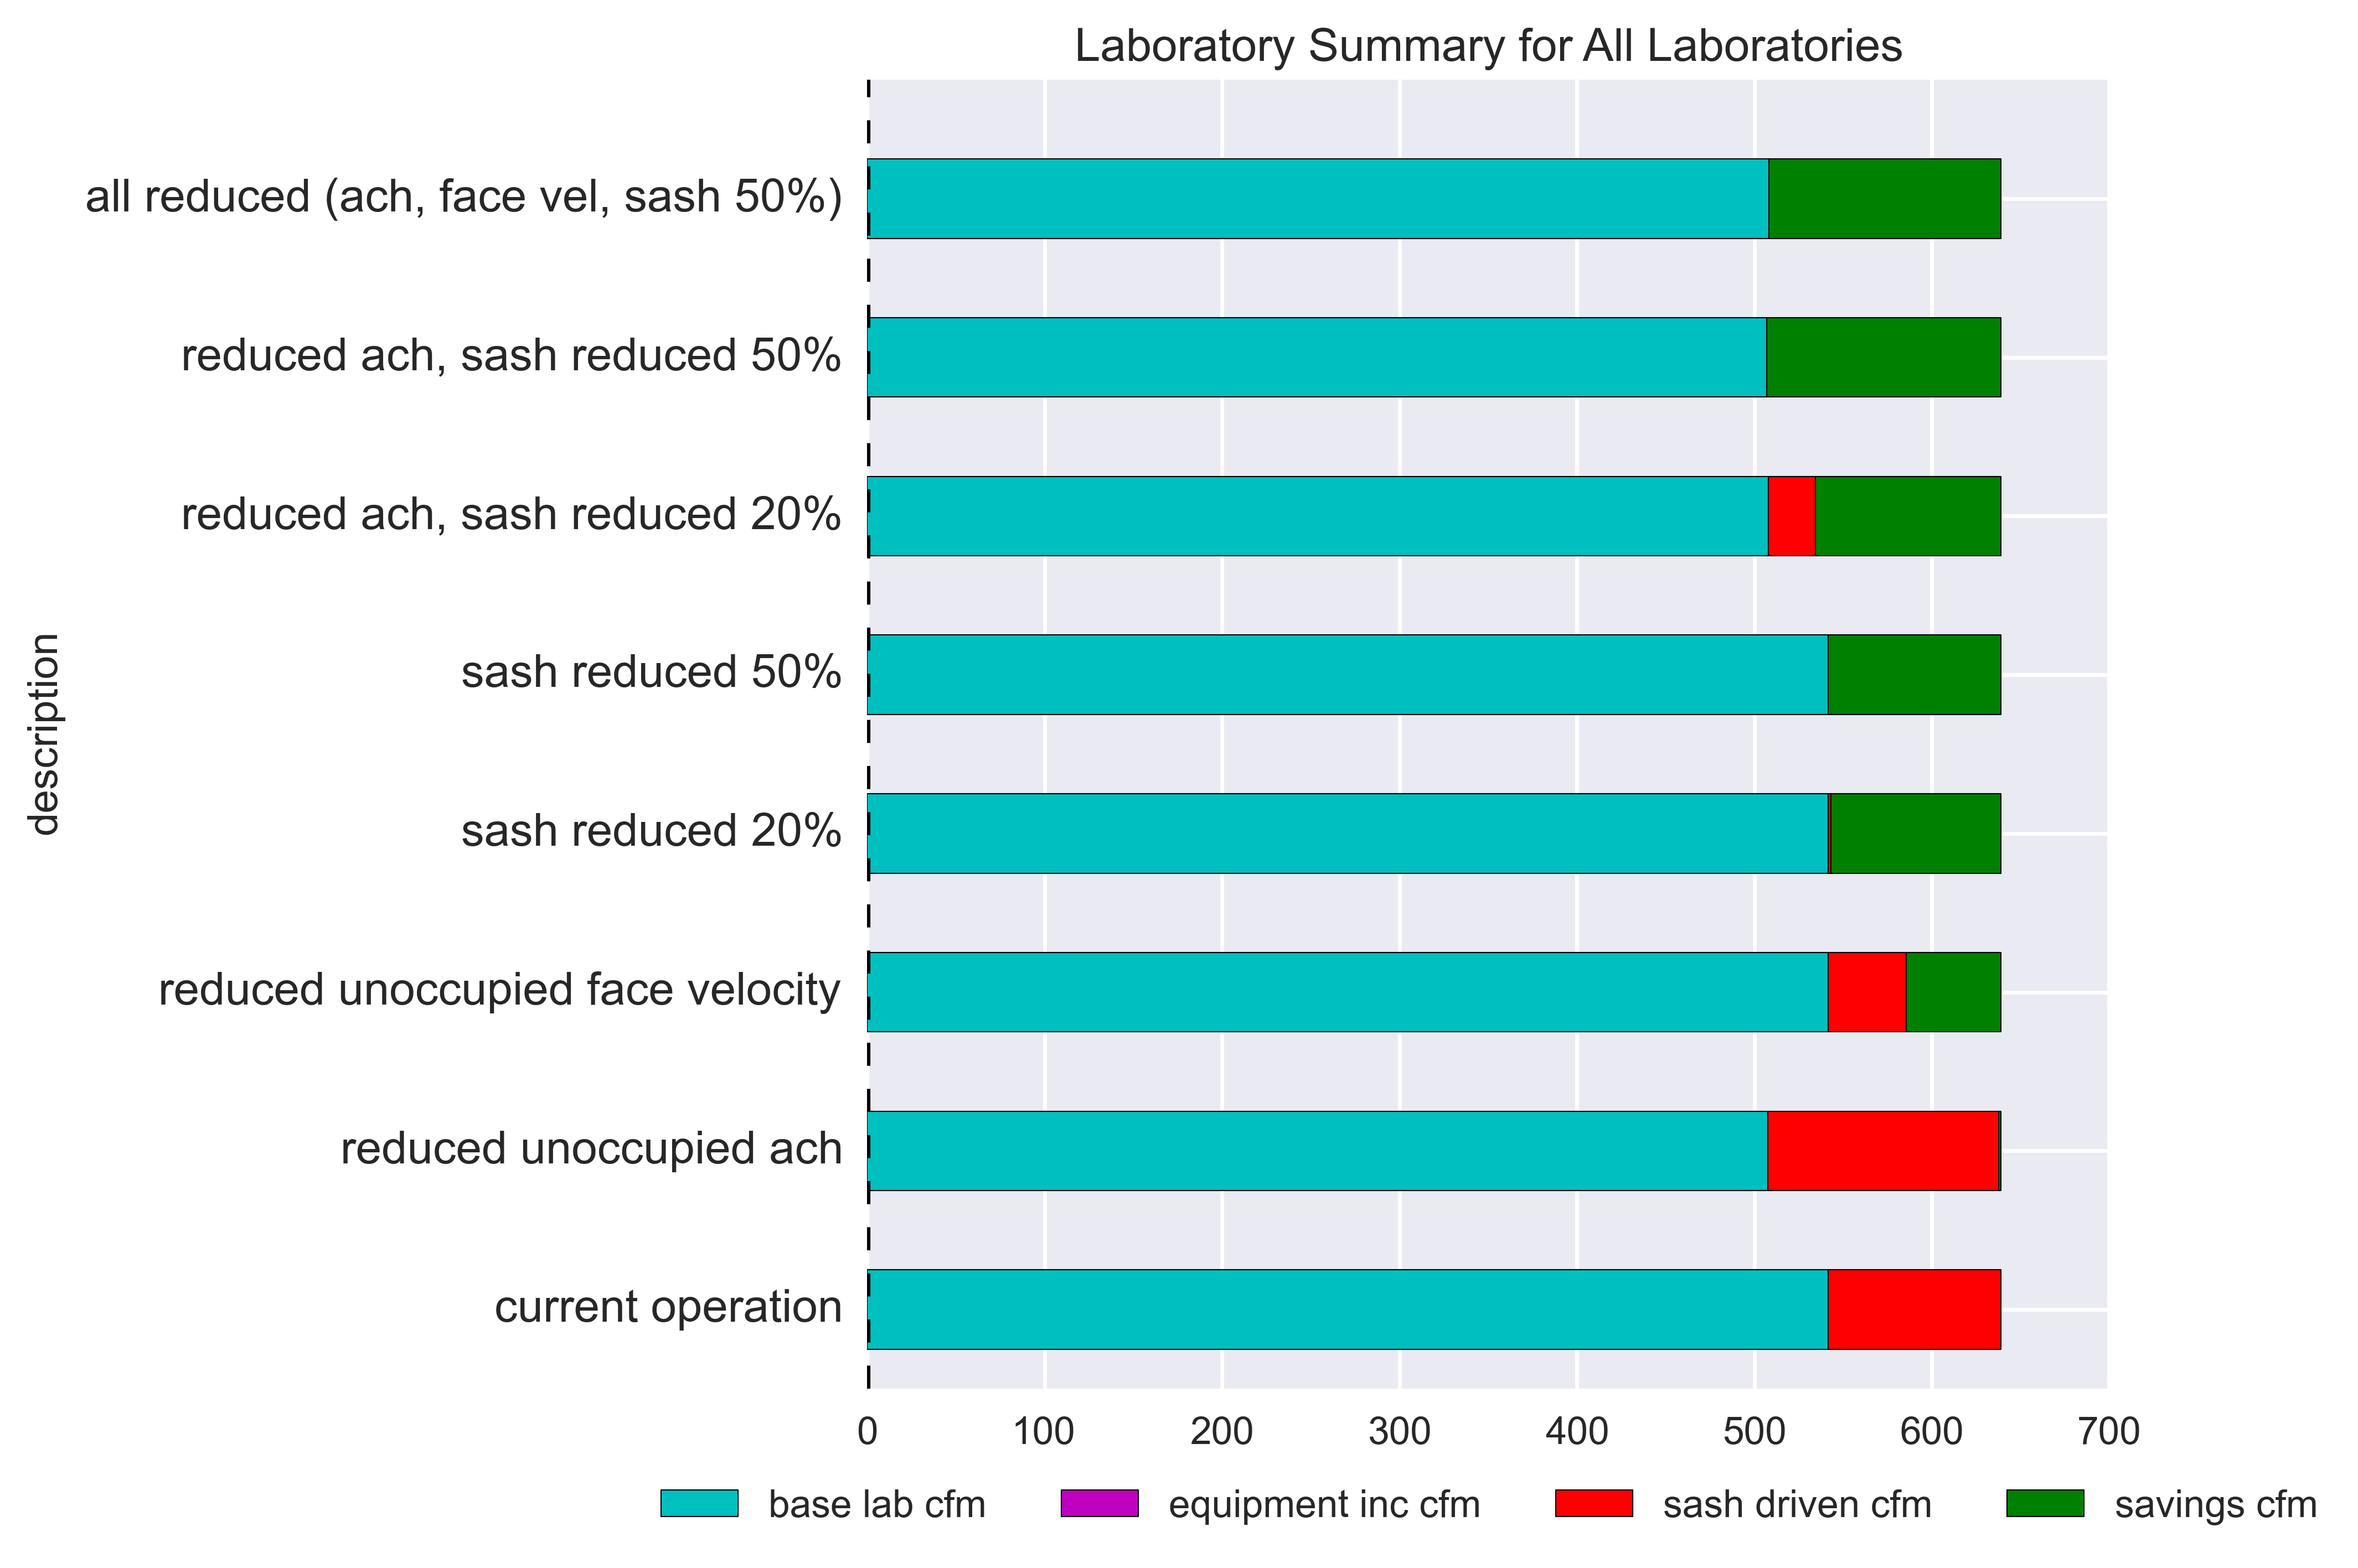 Laboratory Summary for All Laboratories
all reduced (ach, face vel, sash 50%)
reduced ach, sash reduced 50%
reduced ach, sash reduced 20%
sash reduced 50%
sash reduced 20%
reduced unoccupied face velocity
reduced unoccupied ach
current operation
description
0 100 200 300 400 500 600 700
base lab cfm equipment inc cfm sash driven cfm savings cfm